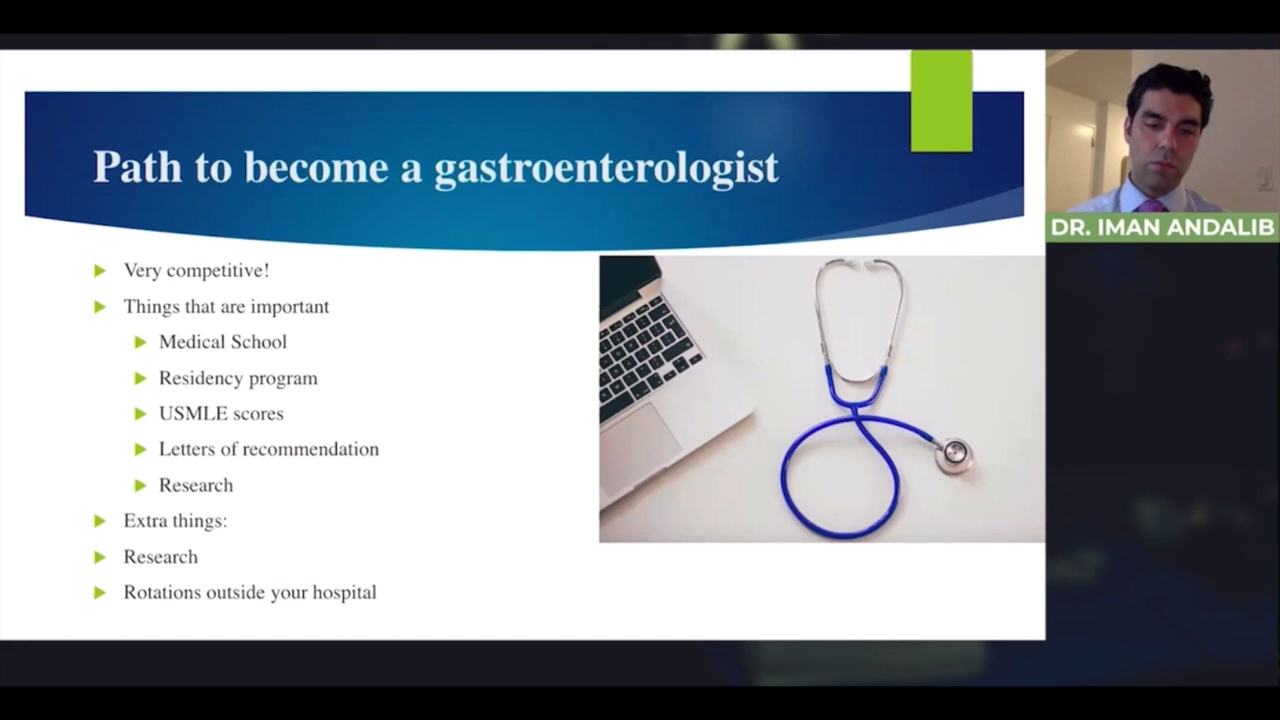 Path to become a gastroenterologist
Very competitive!
Things that are important
Medical School
Residency program
USMLE scores
Letters of recommendation
Research
Extra things:
Research
Rotations outside your hospital
DR. IMAN ANDALIB